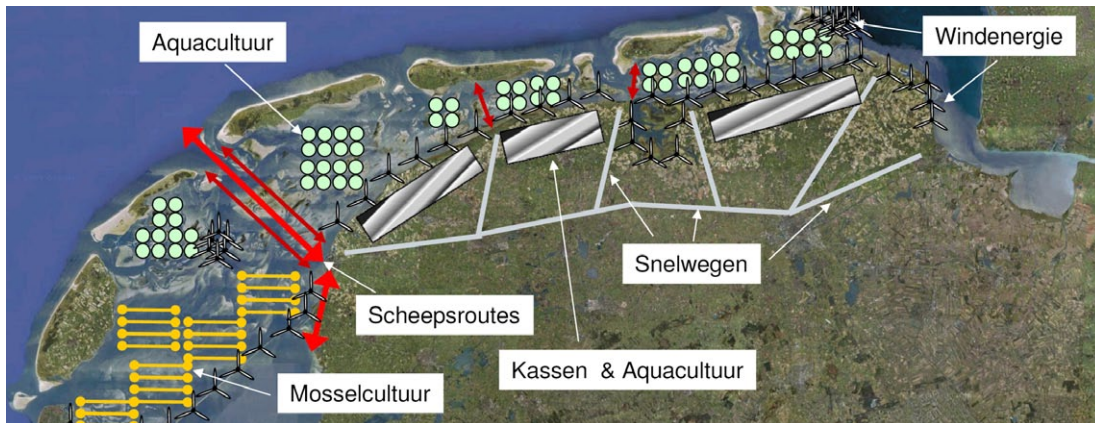 Aquacultuur
Windenergie
Snelwegen
Scheepsroutes
Kassen & Aquacultuur
Mosselcultuur